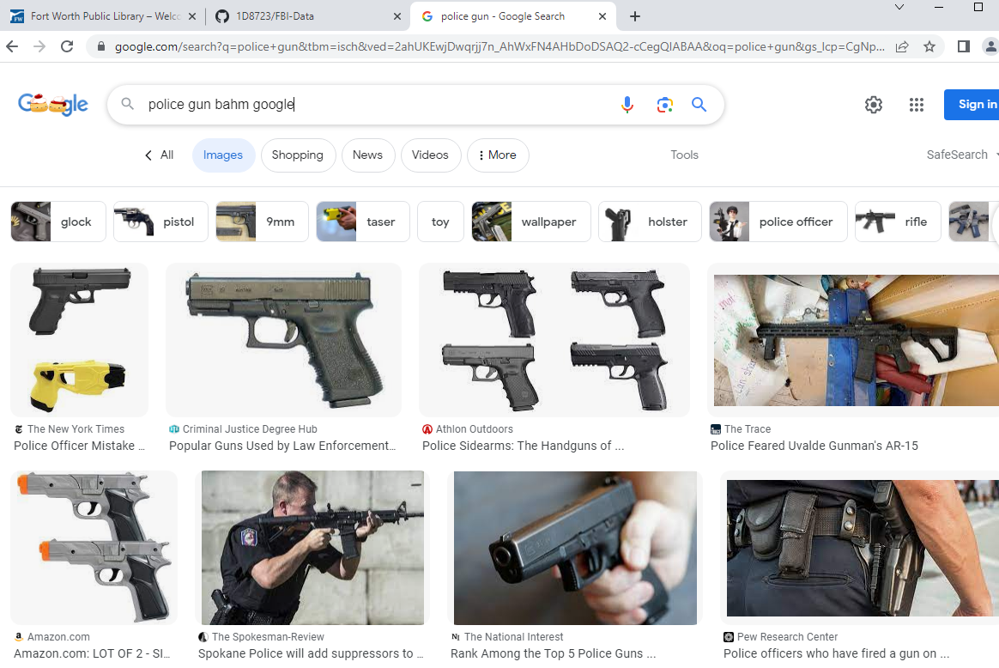 Fort Worth Public Library – Welco
1D8723/FBI-Data
police gun - Google Search
google.com/search?q=police+gun&tbm=isch&ved=2ahUKEwjDwqrjj7n_AhWxFN4AHbDoDSAQ2-cCegQIABAA&oq=police+gun&gs_lcp=CgNp...
Google
police gun bahm google
Sign in
All
Images
Shopping
News
Videos
More
Tools
SafeSearch
glock
pistol
9mm
taser
toy
wallpaper
holster
police officer
rifle
The New York Times
Police Officer Mistake ...
Criminal Justice Degree Hub
Popular Guns Used by Law Enforcement...
Athlon Outdoors
Police Sidearms: The Handguns of ...
The Trace
Police Feared Uvalde Gunman's AR-15
Amazon.com
Amazon.com: LOT OF 2 - SI...
The Spokesman-Review
Spokane Police will add suppressors to ...
The National Interest
Rank Among the Top 5 Police Guns ...
Pew Research Center
Police officers who have fired a gun on ...